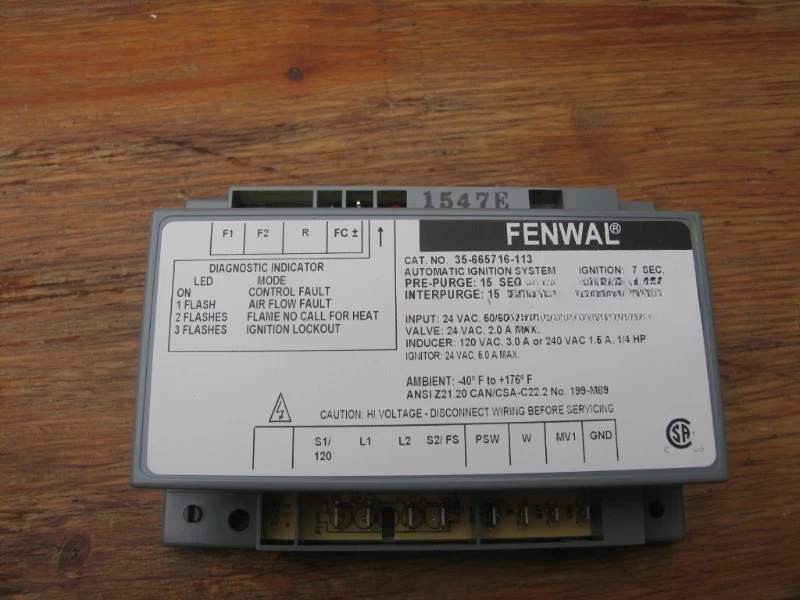 1547E
F1 F2 R FC ± ↑
FENWAL®
DIAGNOSTIC INDICATOR
LED MODE
ON CONTROL FAULT
1 FLASH AIR FLOW FAULT
2 FLASHES FLAME NO CALL FOR HEAT
3 FLASHES IGNITION LOCKOUT
CAT. NO. 35-665716-113
AUTOMATIC IGNITION SYSTEM IGNITION: 7 SEC.
PRE-PURGE: 15 SEC
INTERPURGE: 15
INPUT: 24 VAC, 50/60
VALVE: 24 VAC, 2.0 A MAX.
INDUCER: 120 VAC, 3.0 A or 240 VAC 1.5 A, 1/4 HP
IGNITOR: 24 VAC, 5.0 A MAX.
AMBIENT: -40° F to +176° F
ANSI Z21.20 CAN/CSA-C22.2 No. 199-M89
CAUTION: HI VOLTAGE - DISCONNECT WIRING BEFORE SERVICING
S1/ L1 L2 S2/ FS PSW W MV1 GND
120